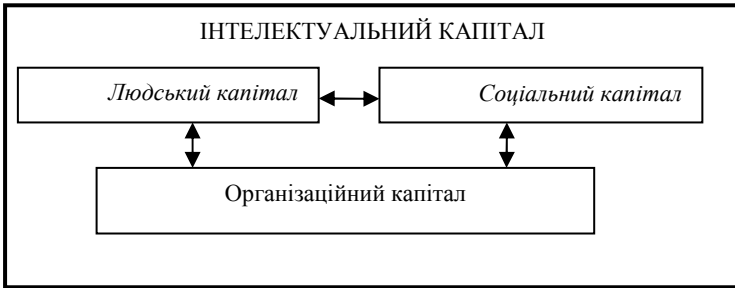 ІНТЕЛЕКТУАЛЬНИЙ КАПІТАЛ
Людський капітал
Соціальний капітал
Організаційний капітал